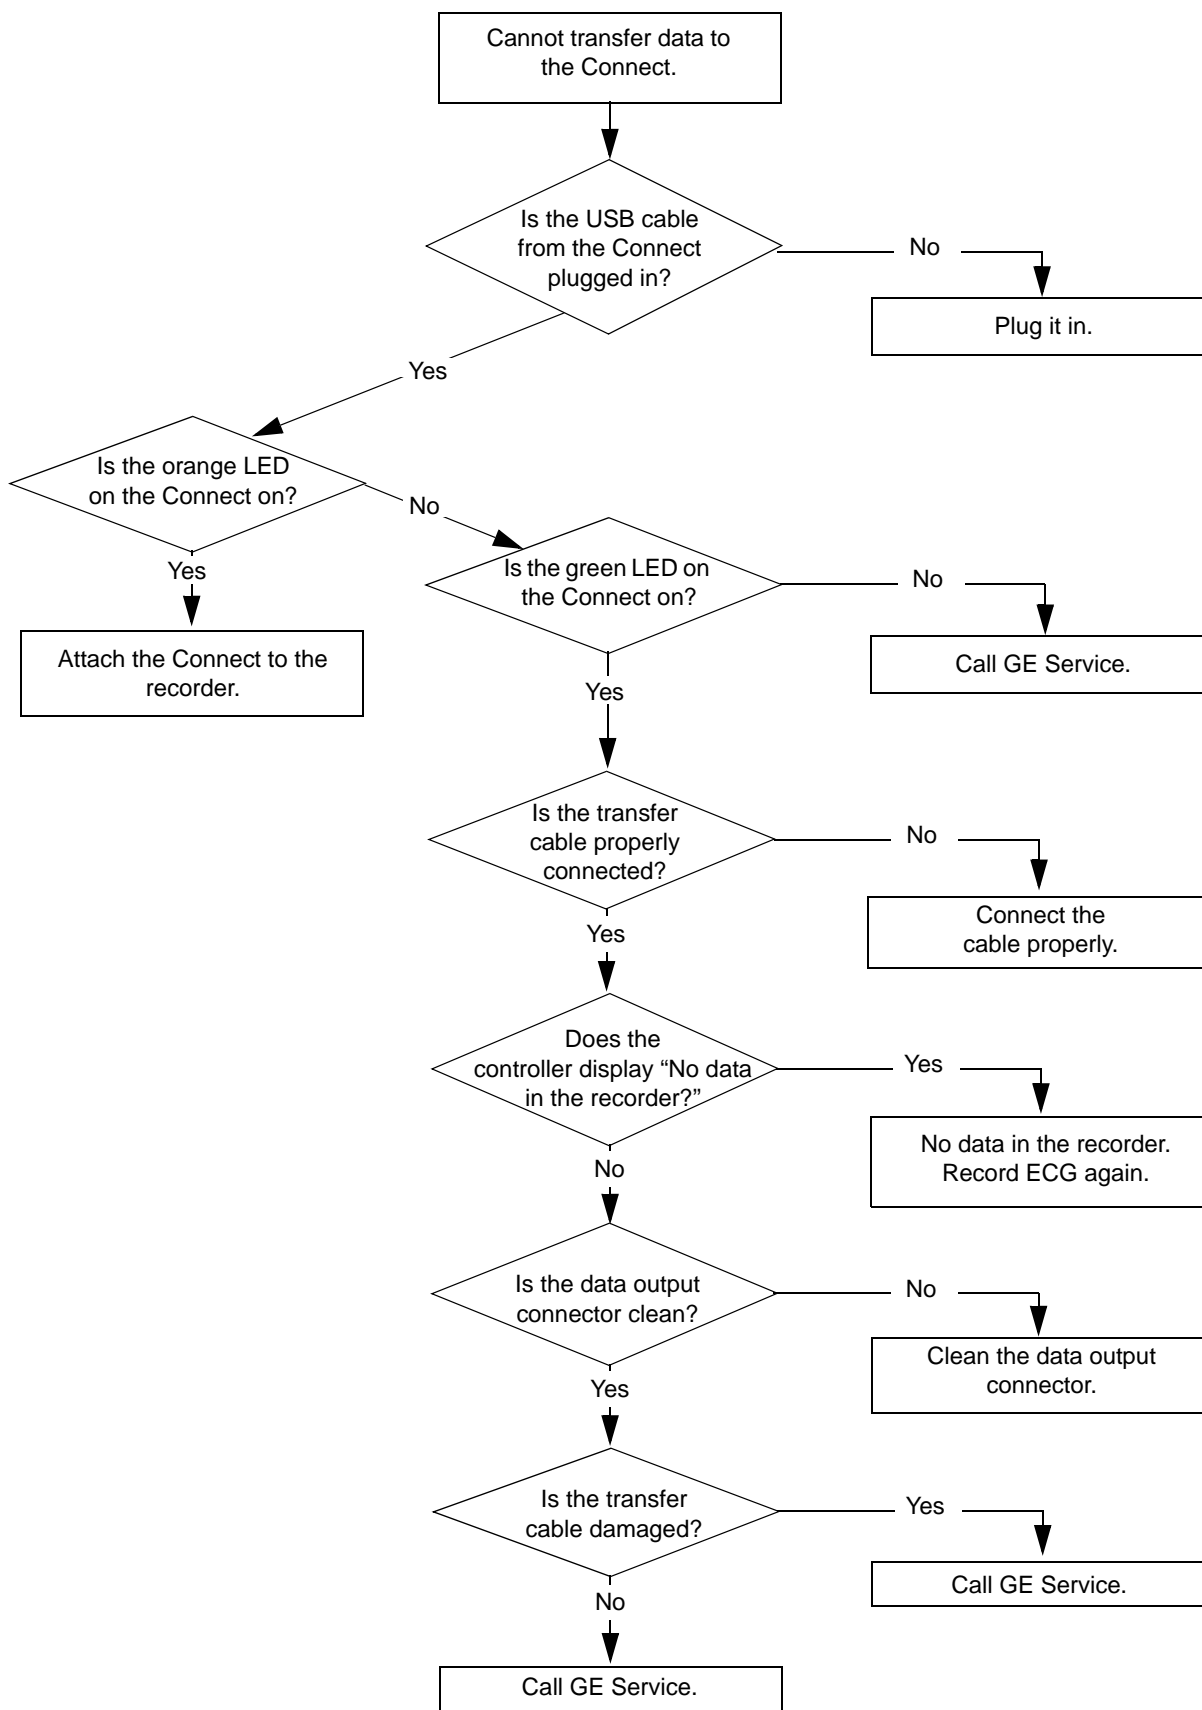 Cannot transfer data to
the Connect.
Is the USB cable
from the Connect
plugged in?
No
Plug it in.
Yes
Is the orange LED
on the Connect on?
No
Yes
Attach the Connect to the
recorder.
Is the green LED on
the Connect on?
No
Call GE Service.
Yes
Is the transfer
cable properly
connected?
No
Connect the
cable properly.
Yes
Does the
controller display “No data
in the recorder?”
Yes
No data in the recorder.
Record ECG again.
No
Is the data output
connector clean?
No
Clean the data output
connector.
Yes
Is the transfer
cable damaged?
Yes
Call GE Service.
No
Call GE Service.